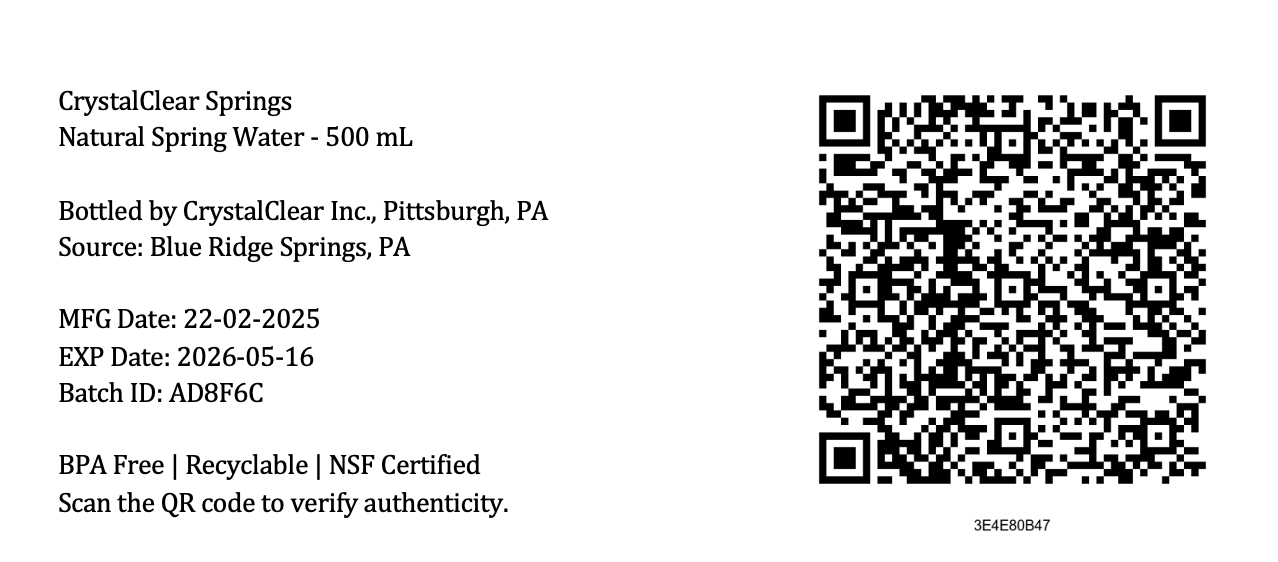 CrystalClear Springs
Natural Spring Water - 500 mL
Bottled by CrystalClear Inc., Pittsburgh, PA
Source: Blue Ridge Springs, PA
MFG Date: 22-02-2025
EXP Date: 2026-05-16
Batch ID: AD8F6C
BPA Free | Recyclable | NSF Certified
Scan the QR code to verify authenticity.
3E4E80B47